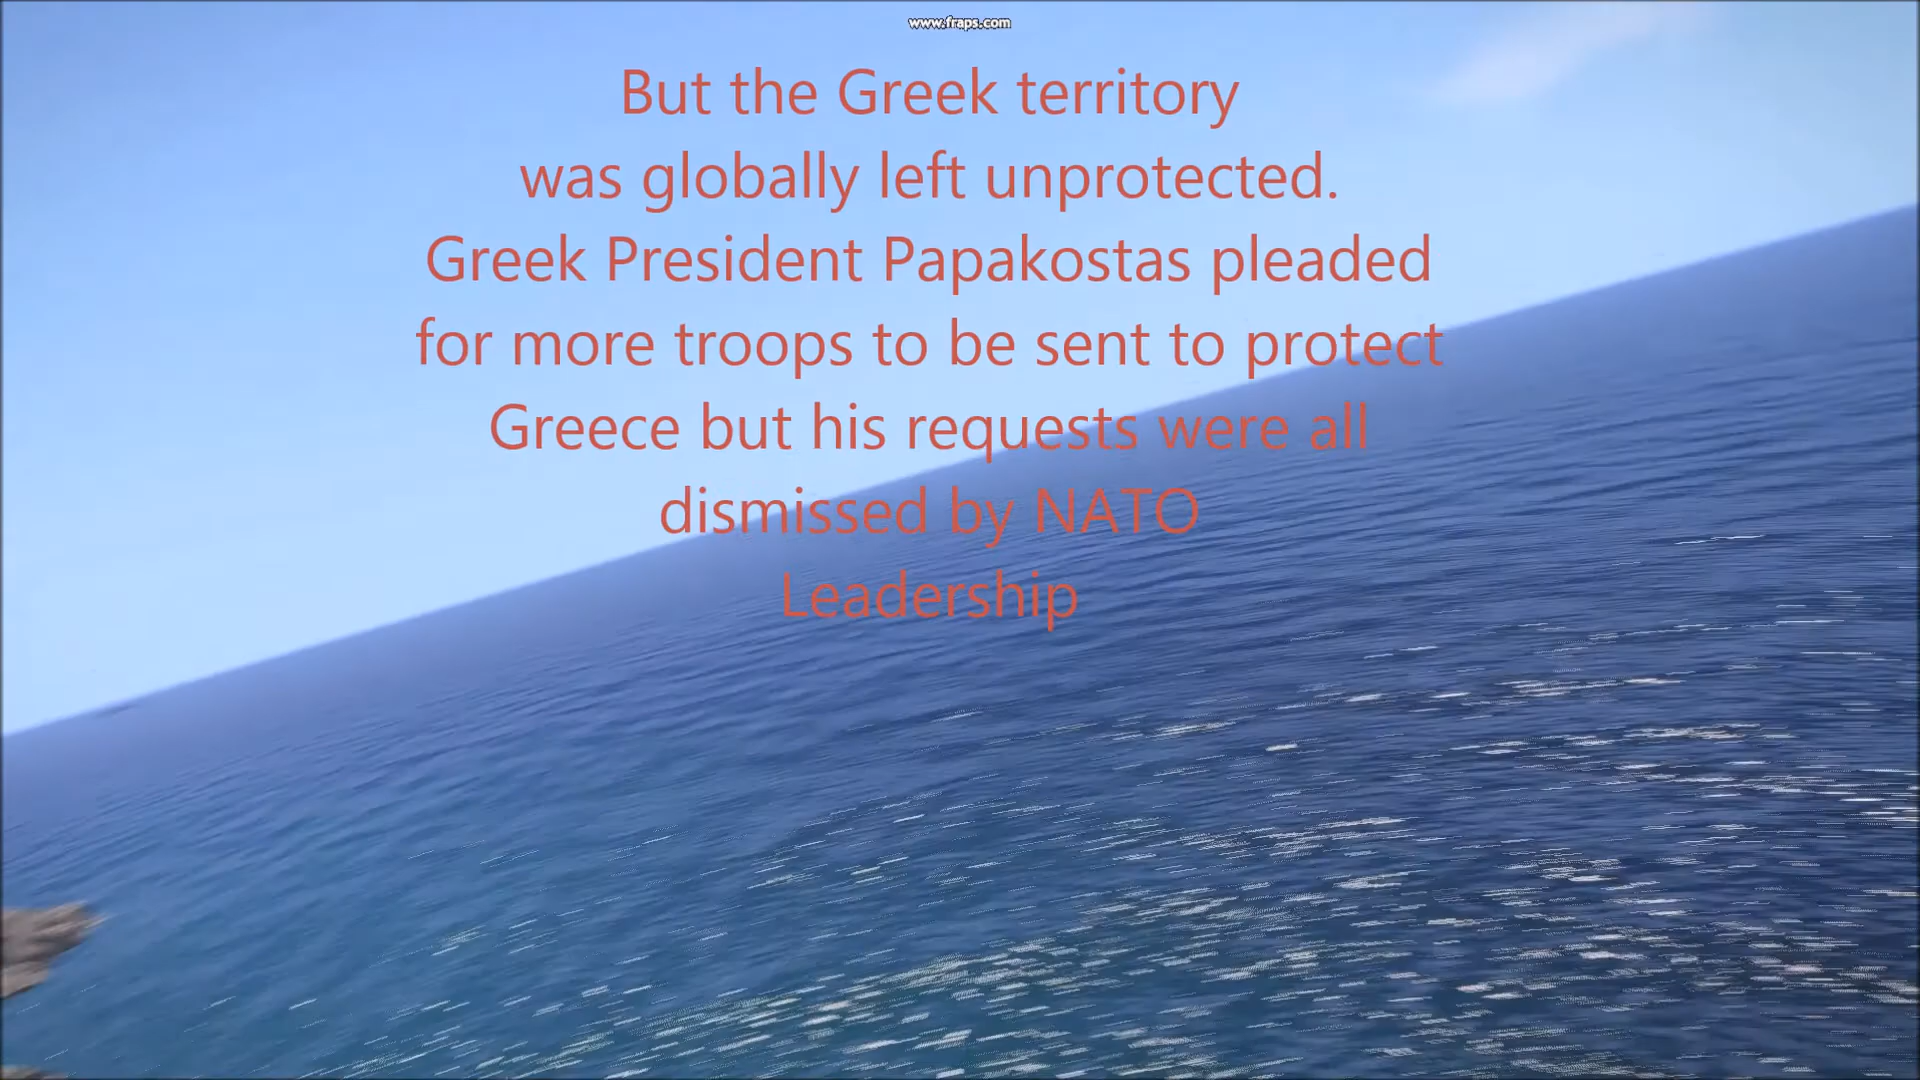 www.fraps.com
But the Greek territory
was globally left unprotected.
Greek President Papakostas pleaded
for more troops to be sent to protect
Greece but his requests were all
dismissed by NATO
Leadership